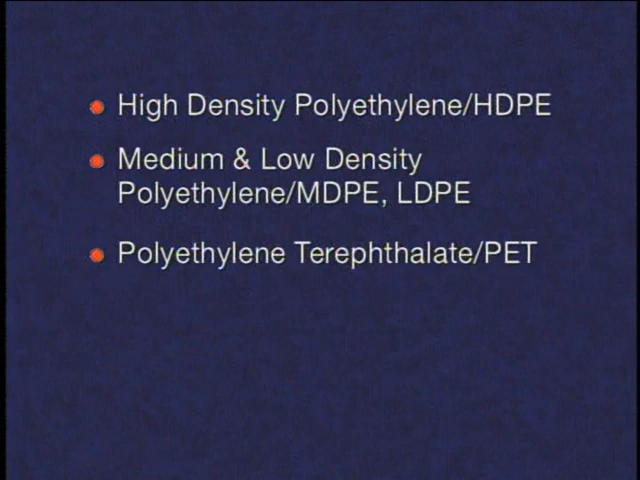 High Density Polyethylene/HDPE
Medium & Low Density
Polyethylene/MDPE, LDPE
Polyethylene Terephthalate/PET